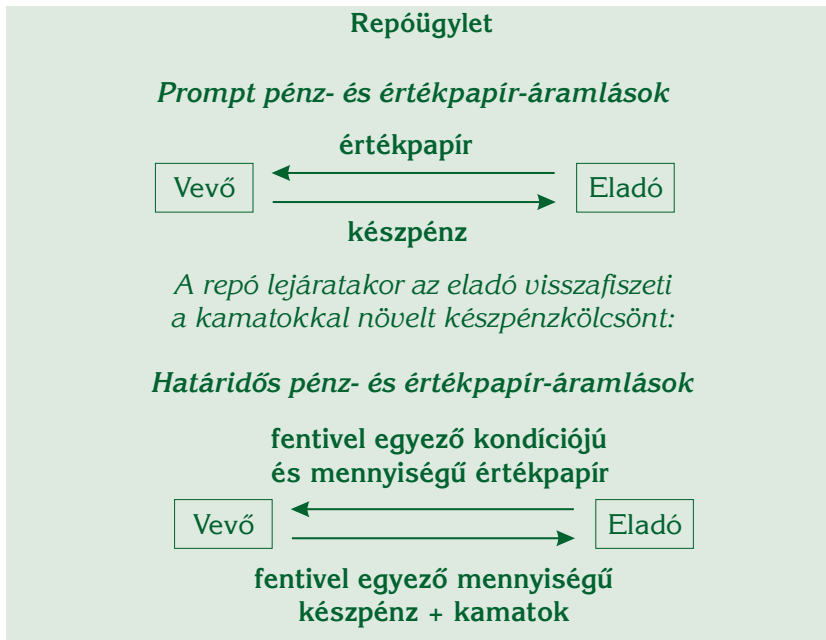 Repóügylet
Prompt pénz- és értékpapír-áramlások
értékpapír
Vevő
Eladó
készpénz
A repó lejáratakor az eladó visszafiszeti
a kamatokkal növelt készpénzkölcsönt:
Határidős pénz- és értékpapír-áramlások
fentivel egyező kondíciójú
és mennyiségű értékpapír
Vevő
Eladó
fentivel egyező mennyiségű
készpénz + kamatok